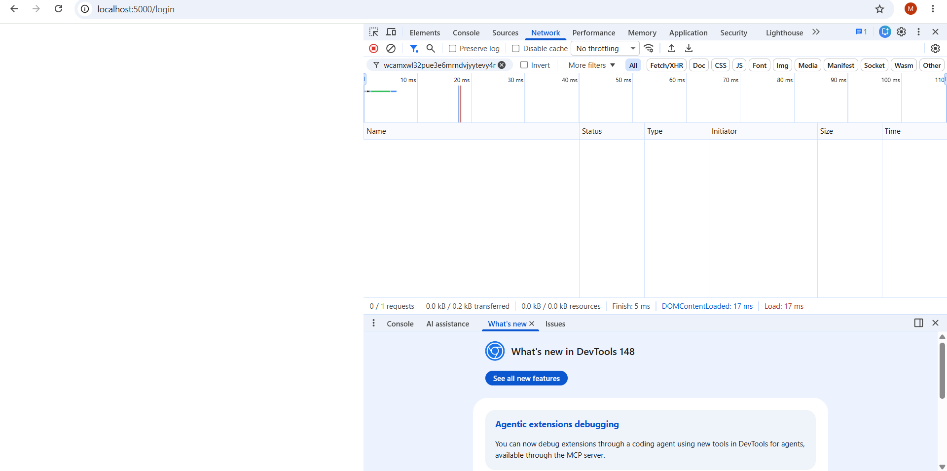 localhost:5000/login
M
Elements Console Sources Network Performance Memory Application Security Lighthouse 1
Preserve log Disable cache No throttling
Invert More filters All Fetch/XHR Doc CSS JS Font Img Media Manifest Socket Wasm Other
10 ms 20 ms 30 ms 40 ms 50 ms 60 ms 70 ms 80 ms 90 ms 100 ms 110
Name Status Type Initiator Size Time
0 / 1 requests 0.0 kB / 0.2 kB transferred 0.0 kB / 0.0 kB resources Finish: 5 ms DOMContentLoaded: 17 ms Load: 17 ms
Console AI assistance What's new Issues
What's new in DevTools 148
See all new features
Agentic extensions debugging
You can now debug extensions through a coding agent using new tools in DevTools for agents,
available through the MCP server.